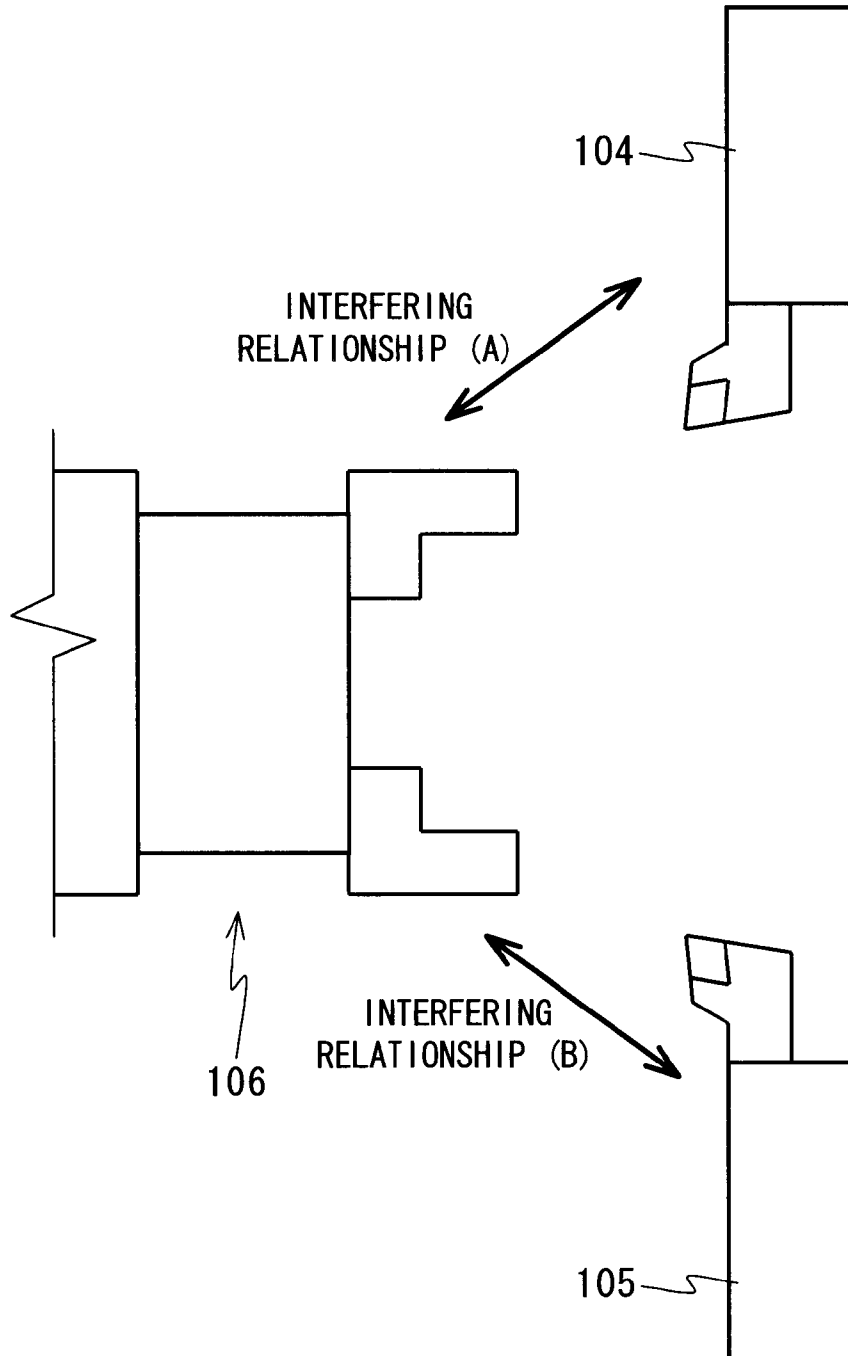 104
INTERFERING
RELATIONSHIP (A)
INTERFERING
RELATIONSHIP (B)
106
105